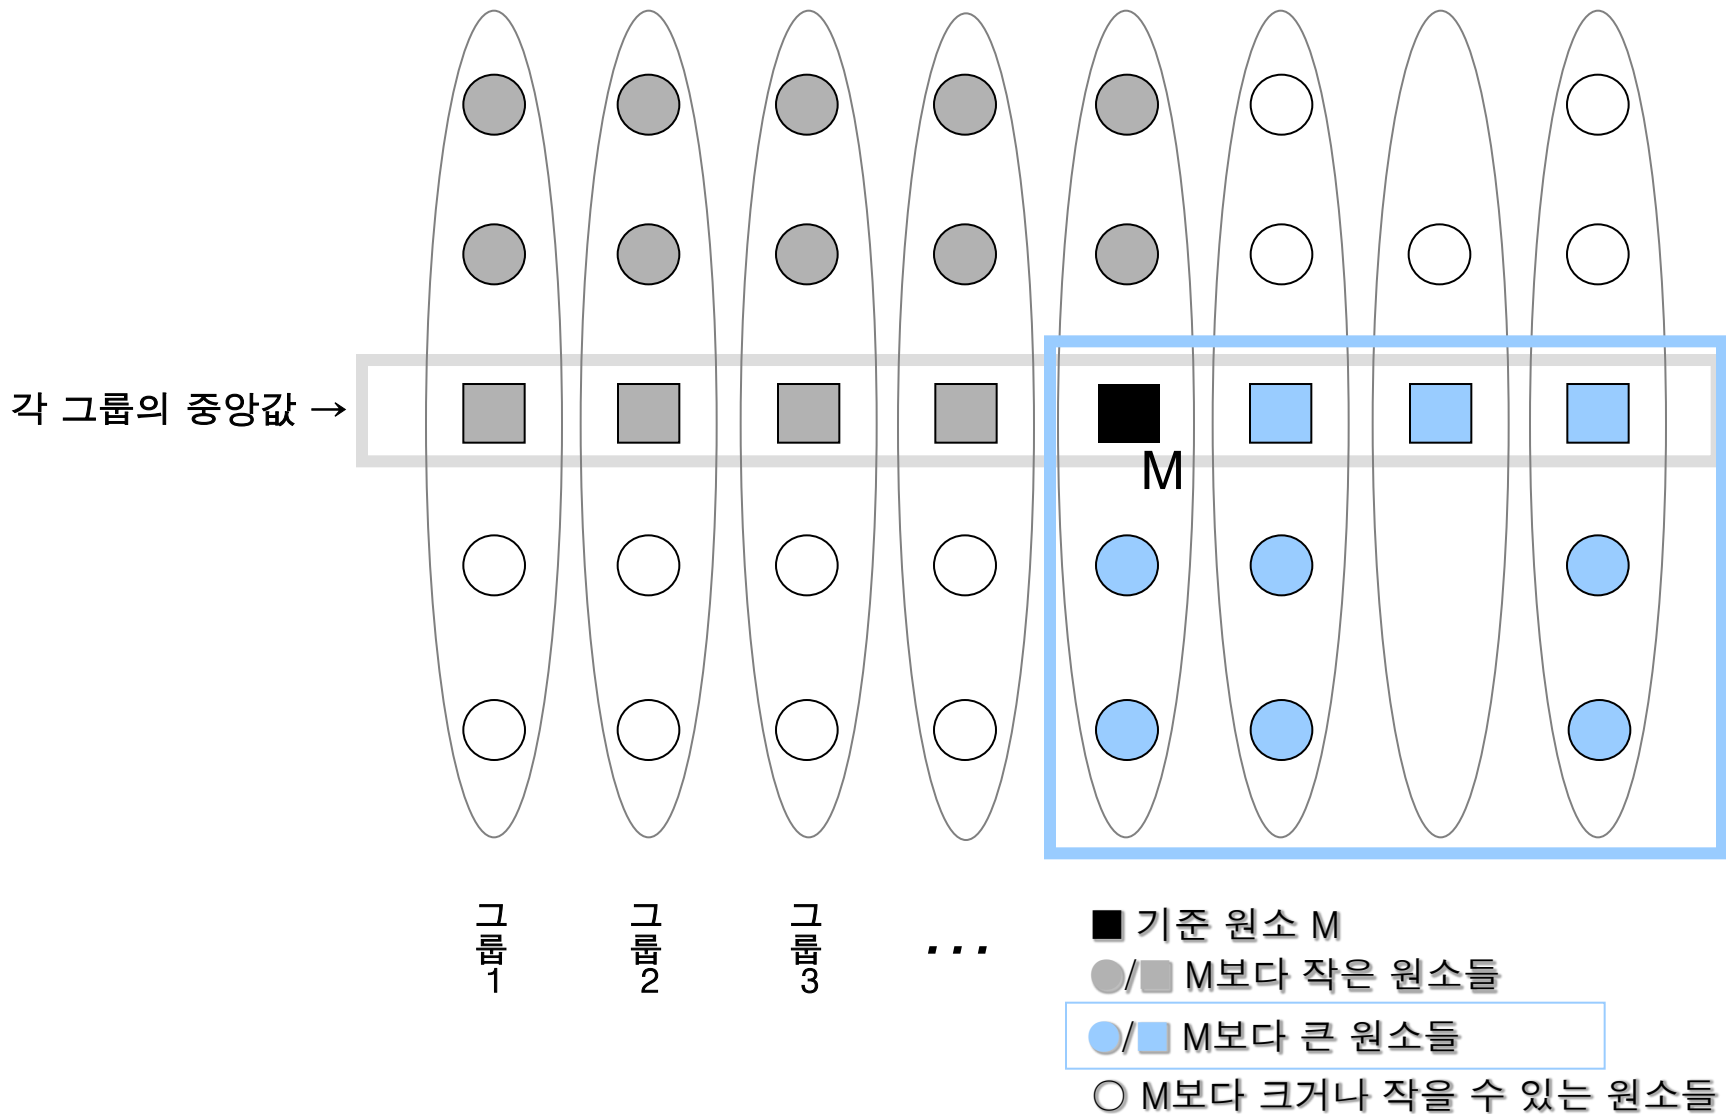 각 그룹의 중앙값 →
M
그룹1
그룹2
그룹3
...
■ 기준 원소 M
●/■ M보다 작은 원소들
●/■ M보다 큰 원소들
○ M보다 크거나 작을 수 있는 원소들